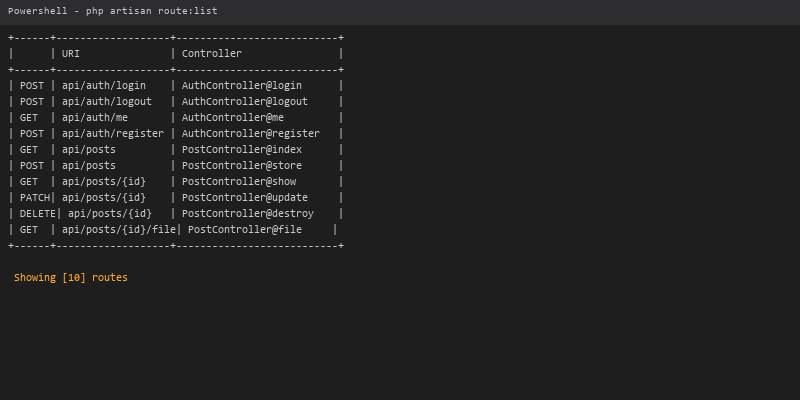 Powershell - php artisan route:list
+------+-------------------+---------------------------+
|      | URI               | Controller                |
+------+-------------------+---------------------------+
| POST | api/auth/login    | AuthController@login      |
| POST | api/auth/logout   | AuthController@logout     |
| GET  | api/auth/me       | AuthController@me         |
| POST | api/auth/register | AuthController@register   |
| GET  | api/posts         | PostController@index      |
| POST | api/posts         | PostController@store      |
| GET  | api/posts/{id}    | PostController@show       |
| PATCH| api/posts/{id}    | PostController@update     |
| DELETE| api/posts/{id}   | PostController@destroy    |
| GET  | api/posts/{id}/file| PostController@file     |
+------+-------------------+---------------------------+
Showing [10] routes